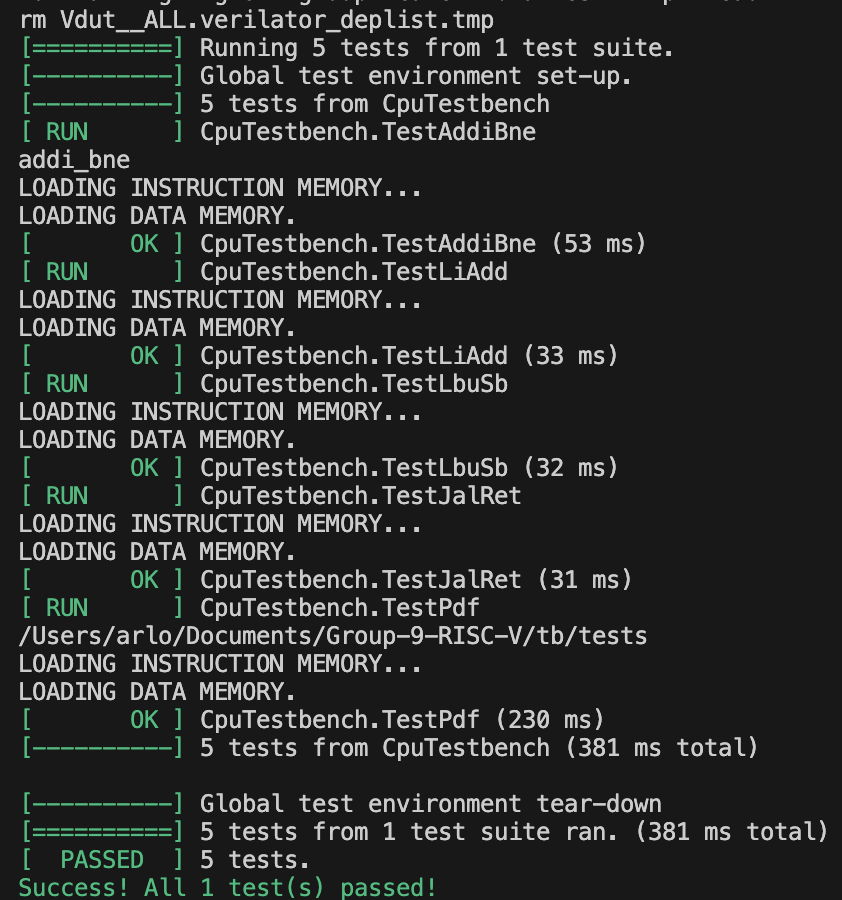 rm Vdut__ALL.verilator_deplist.tmp
[==========] Running 5 tests from 1 test suite.
[----------] Global test environment set-up.
[----------] 5 tests from CpuTestbench
[ RUN      ] CpuTestbench.TestAddiBne
addi_bne
LOADING INSTRUCTION MEMORY...
LOADING DATA MEMORY.
[       OK ] CpuTestbench.TestAddiBne (53 ms)
[ RUN      ] CpuTestbench.TestLiAdd
LOADING INSTRUCTION MEMORY...
LOADING DATA MEMORY.
[       OK ] CpuTestbench.TestLiAdd (33 ms)
[ RUN      ] CpuTestbench.TestLbuSb
LOADING INSTRUCTION MEMORY...
LOADING DATA MEMORY.
[       OK ] CpuTestbench.TestLbuSb (32 ms)
[ RUN      ] CpuTestbench.TestJalRet
LOADING INSTRUCTION MEMORY...
LOADING DATA MEMORY.
[       OK ] CpuTestbench.TestJalRet (31 ms)
[ RUN      ] CpuTestbench.TestPdf
/Users/arlo/Documents/Group-9-RISC-V/tb/tests
LOADING INSTRUCTION MEMORY...
LOADING DATA MEMORY.
[       OK ] CpuTestbench.TestPdf (230 ms)
[----------] 5 tests from CpuTestbench (381 ms total)
[----------] Global test environment tear-down
[==========] 5 tests from 1 test suite ran. (381 ms total)
[  PASSED  ] 5 tests.
Success! All 1 test(s) passed!